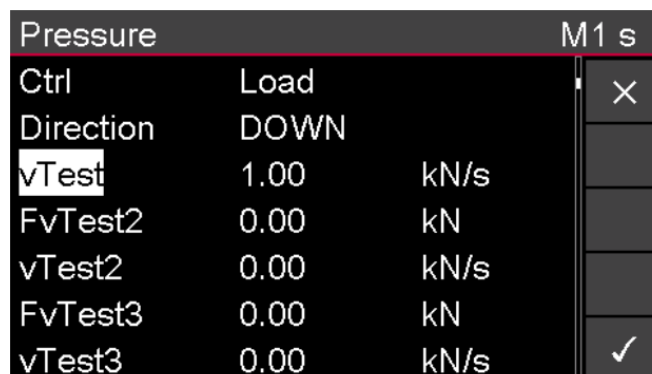 Pressure M1 s
Ctrl Load
Direction DOWN
vTest 1.00 kN/s
FvTest2 0.00 kN
vTest2 0.00 kN/s
FvTest3 0.00 kN
vTest3 0.00 kN/s